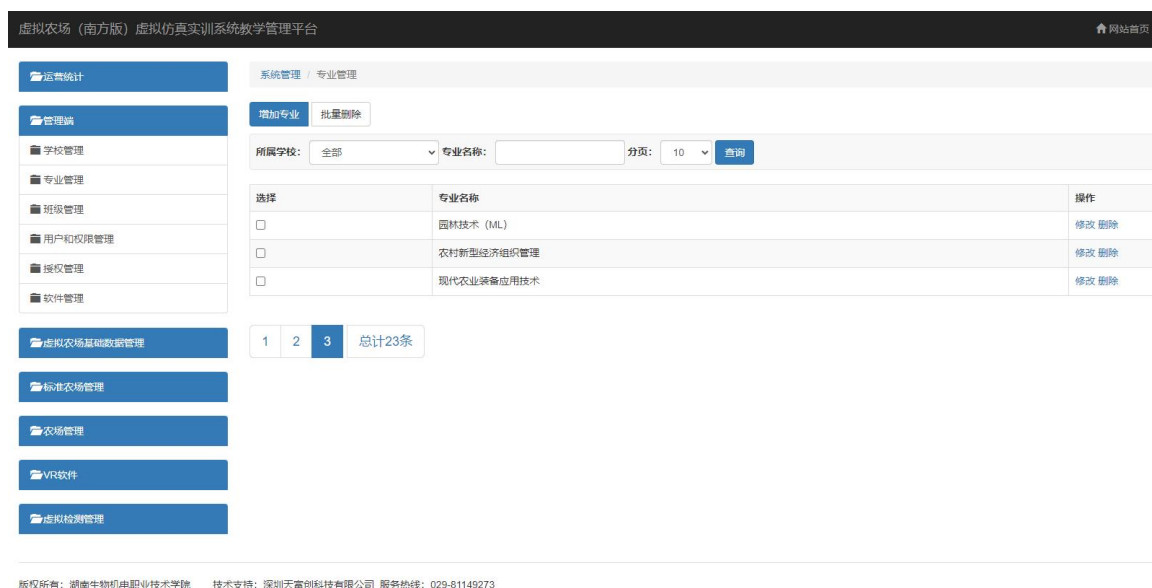 虚拟农场（南方版）虚拟仿真实训系统教学管理平台 网站首页
运营统计
系统管理 / 专业管理
管理端
增加专业 批量删除
学校管理
所属学校： 全部 专业名称： 分页： 10 查询
专业管理
选择 专业名称 操作
班级管理
园林技术（ML） 修改 删除
用户和权限管理
农村新型经济组织管理 修改 删除
授权管理
现代农业装备应用技术 修改 删除
软件管理
虚拟农场基础数据管理
1 2 3 总计23条
标准农场管理
农场管理
VR软件
虚拟检测管理
版权所有：湖南生物机电职业技术学院 技术支持：深圳天富创科技有限公司 服务热线：029-81149273